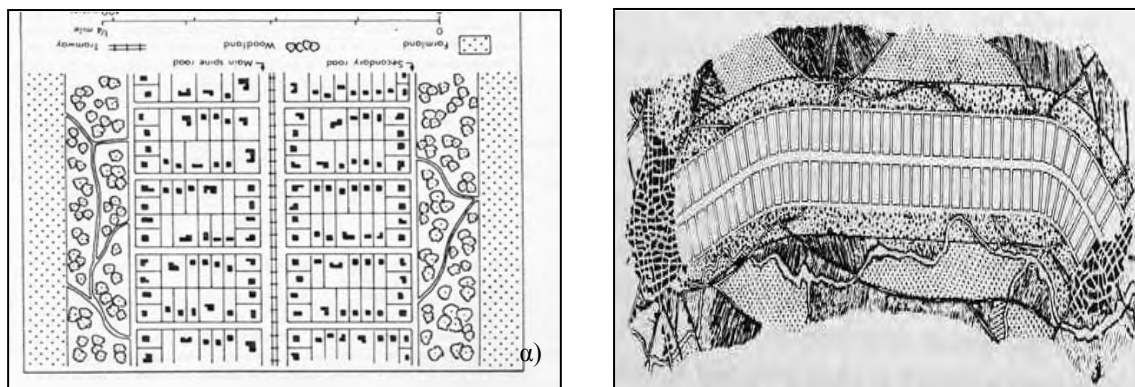 Secondary road Main spine road
Farmland Woodland Tramway
0 ¼ mile
α)